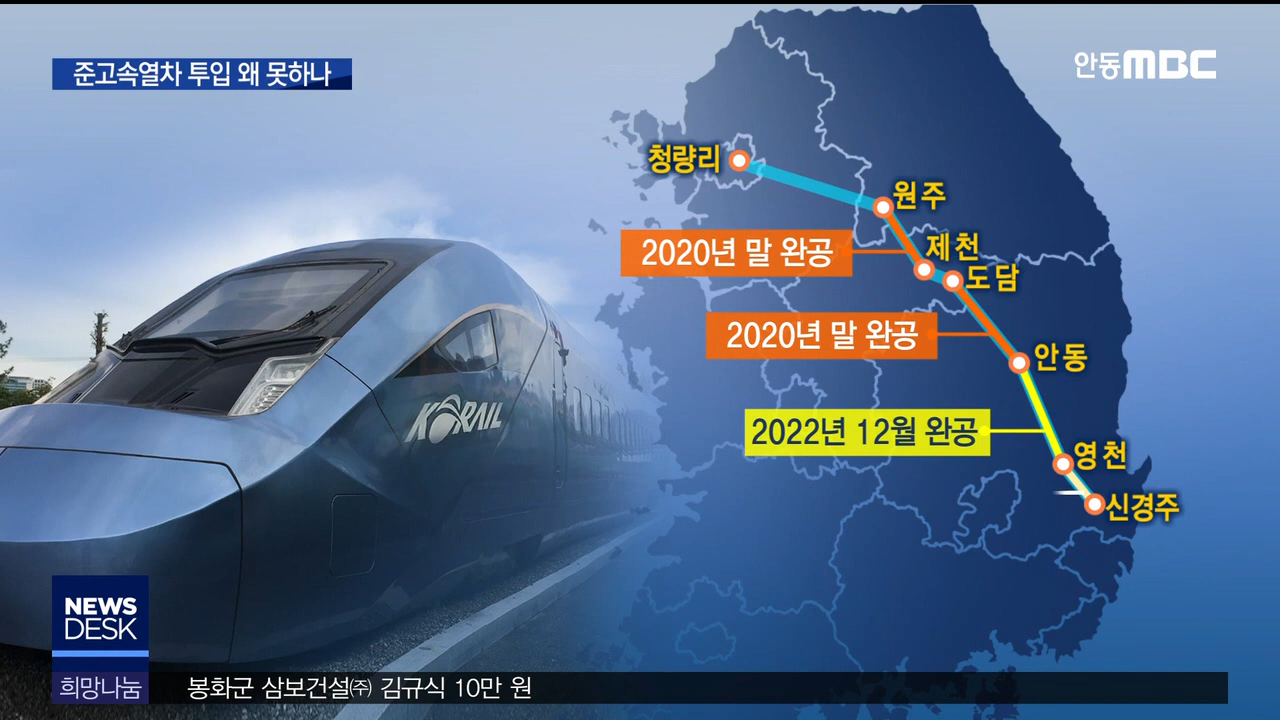 준고속열차 투입 왜 못하나
안동MBC
청량리
원주
2020년 말 완공
제천
도담
2020년 말 완공
안동
KORAIL
2022년 12월 완공
영천
신경주
NEWS
DESK
희망나눔
봉화군 삼보건설㈜ 김규식 10만 원